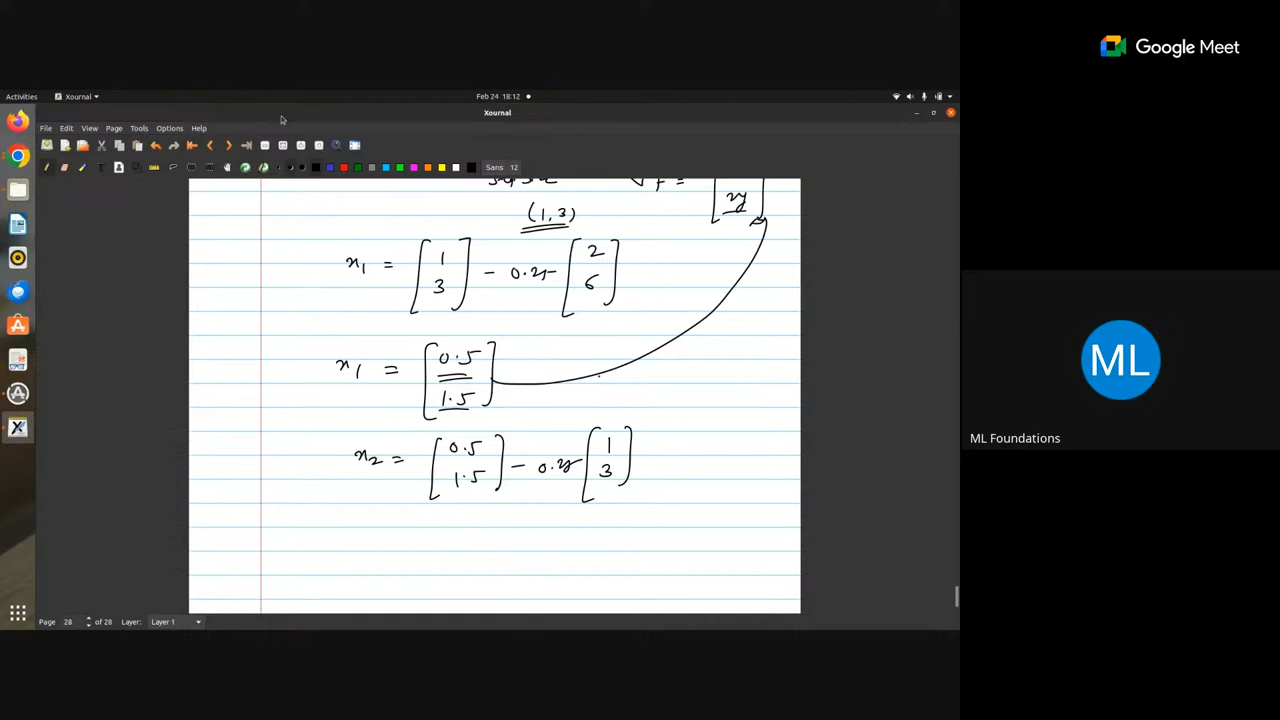 Google Meet
Activities Xournal Feb 24 18:12
Xournal
File Edit View Page Tools Options Help
Sans 12
∇f = [ 2y ]
(1,3)
x₁ = [ 1 3 ] - 0.25 [ 2 6 ]
x₁ = [ 0.5 1.5 ]
x₂ = [ 0.5 1.5 ] - 0.25 [ 1 3 ]
ML
ML Foundations
Page 28 of 28 Layer: Layer 1